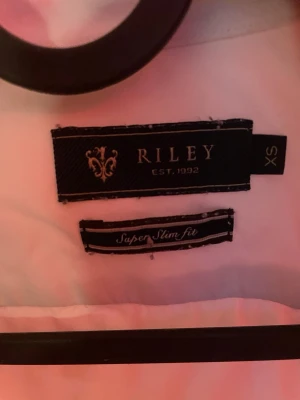 RILEY
EST. 1992
XS
Super Slim fit